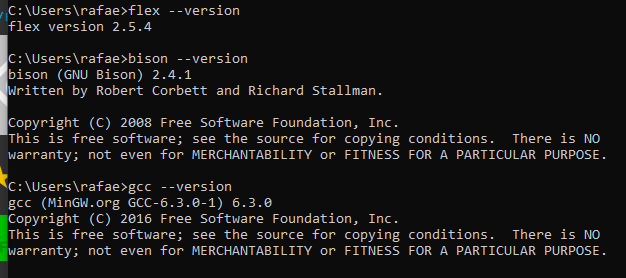 C:\Users\rafae>flex --version
flex version 2.5.4
C:\Users\rafae>bison --version
bison (GNU Bison) 2.4.1
Written by Robert Corbett and Richard Stallman.
Copyright (C) 2008 Free Software Foundation, Inc.
This is free software; see the source for copying conditions.  There is NO
warranty; not even for MERCHANTABILITY or FITNESS FOR A PARTICULAR PURPOSE.
C:\Users\rafae>gcc --version
gcc (MinGW.org GCC-6.3.0-1) 6.3.0
Copyright (C) 2016 Free Software Foundation, Inc.
This is free software; see the source for copying conditions.  There is NO
warranty; not even for MERCHANTABILITY or FITNESS FOR A PARTICULAR PURPOSE.